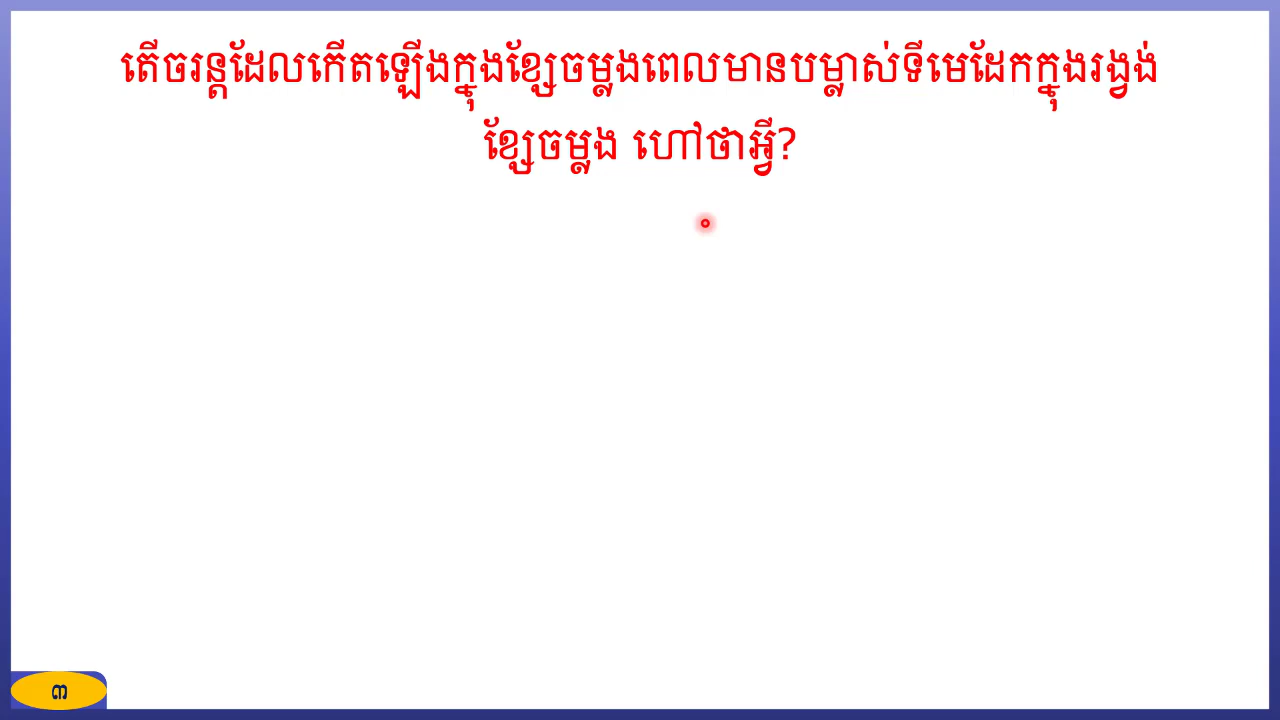 តើចរន្តដែលកើតឡើងក្នុងខ្សែចម្លងពេលមានបម្លាស់ទីមេដែកក្នុងរង្វង់
ខ្សែចម្លង ហៅថាអ្វី?
៣